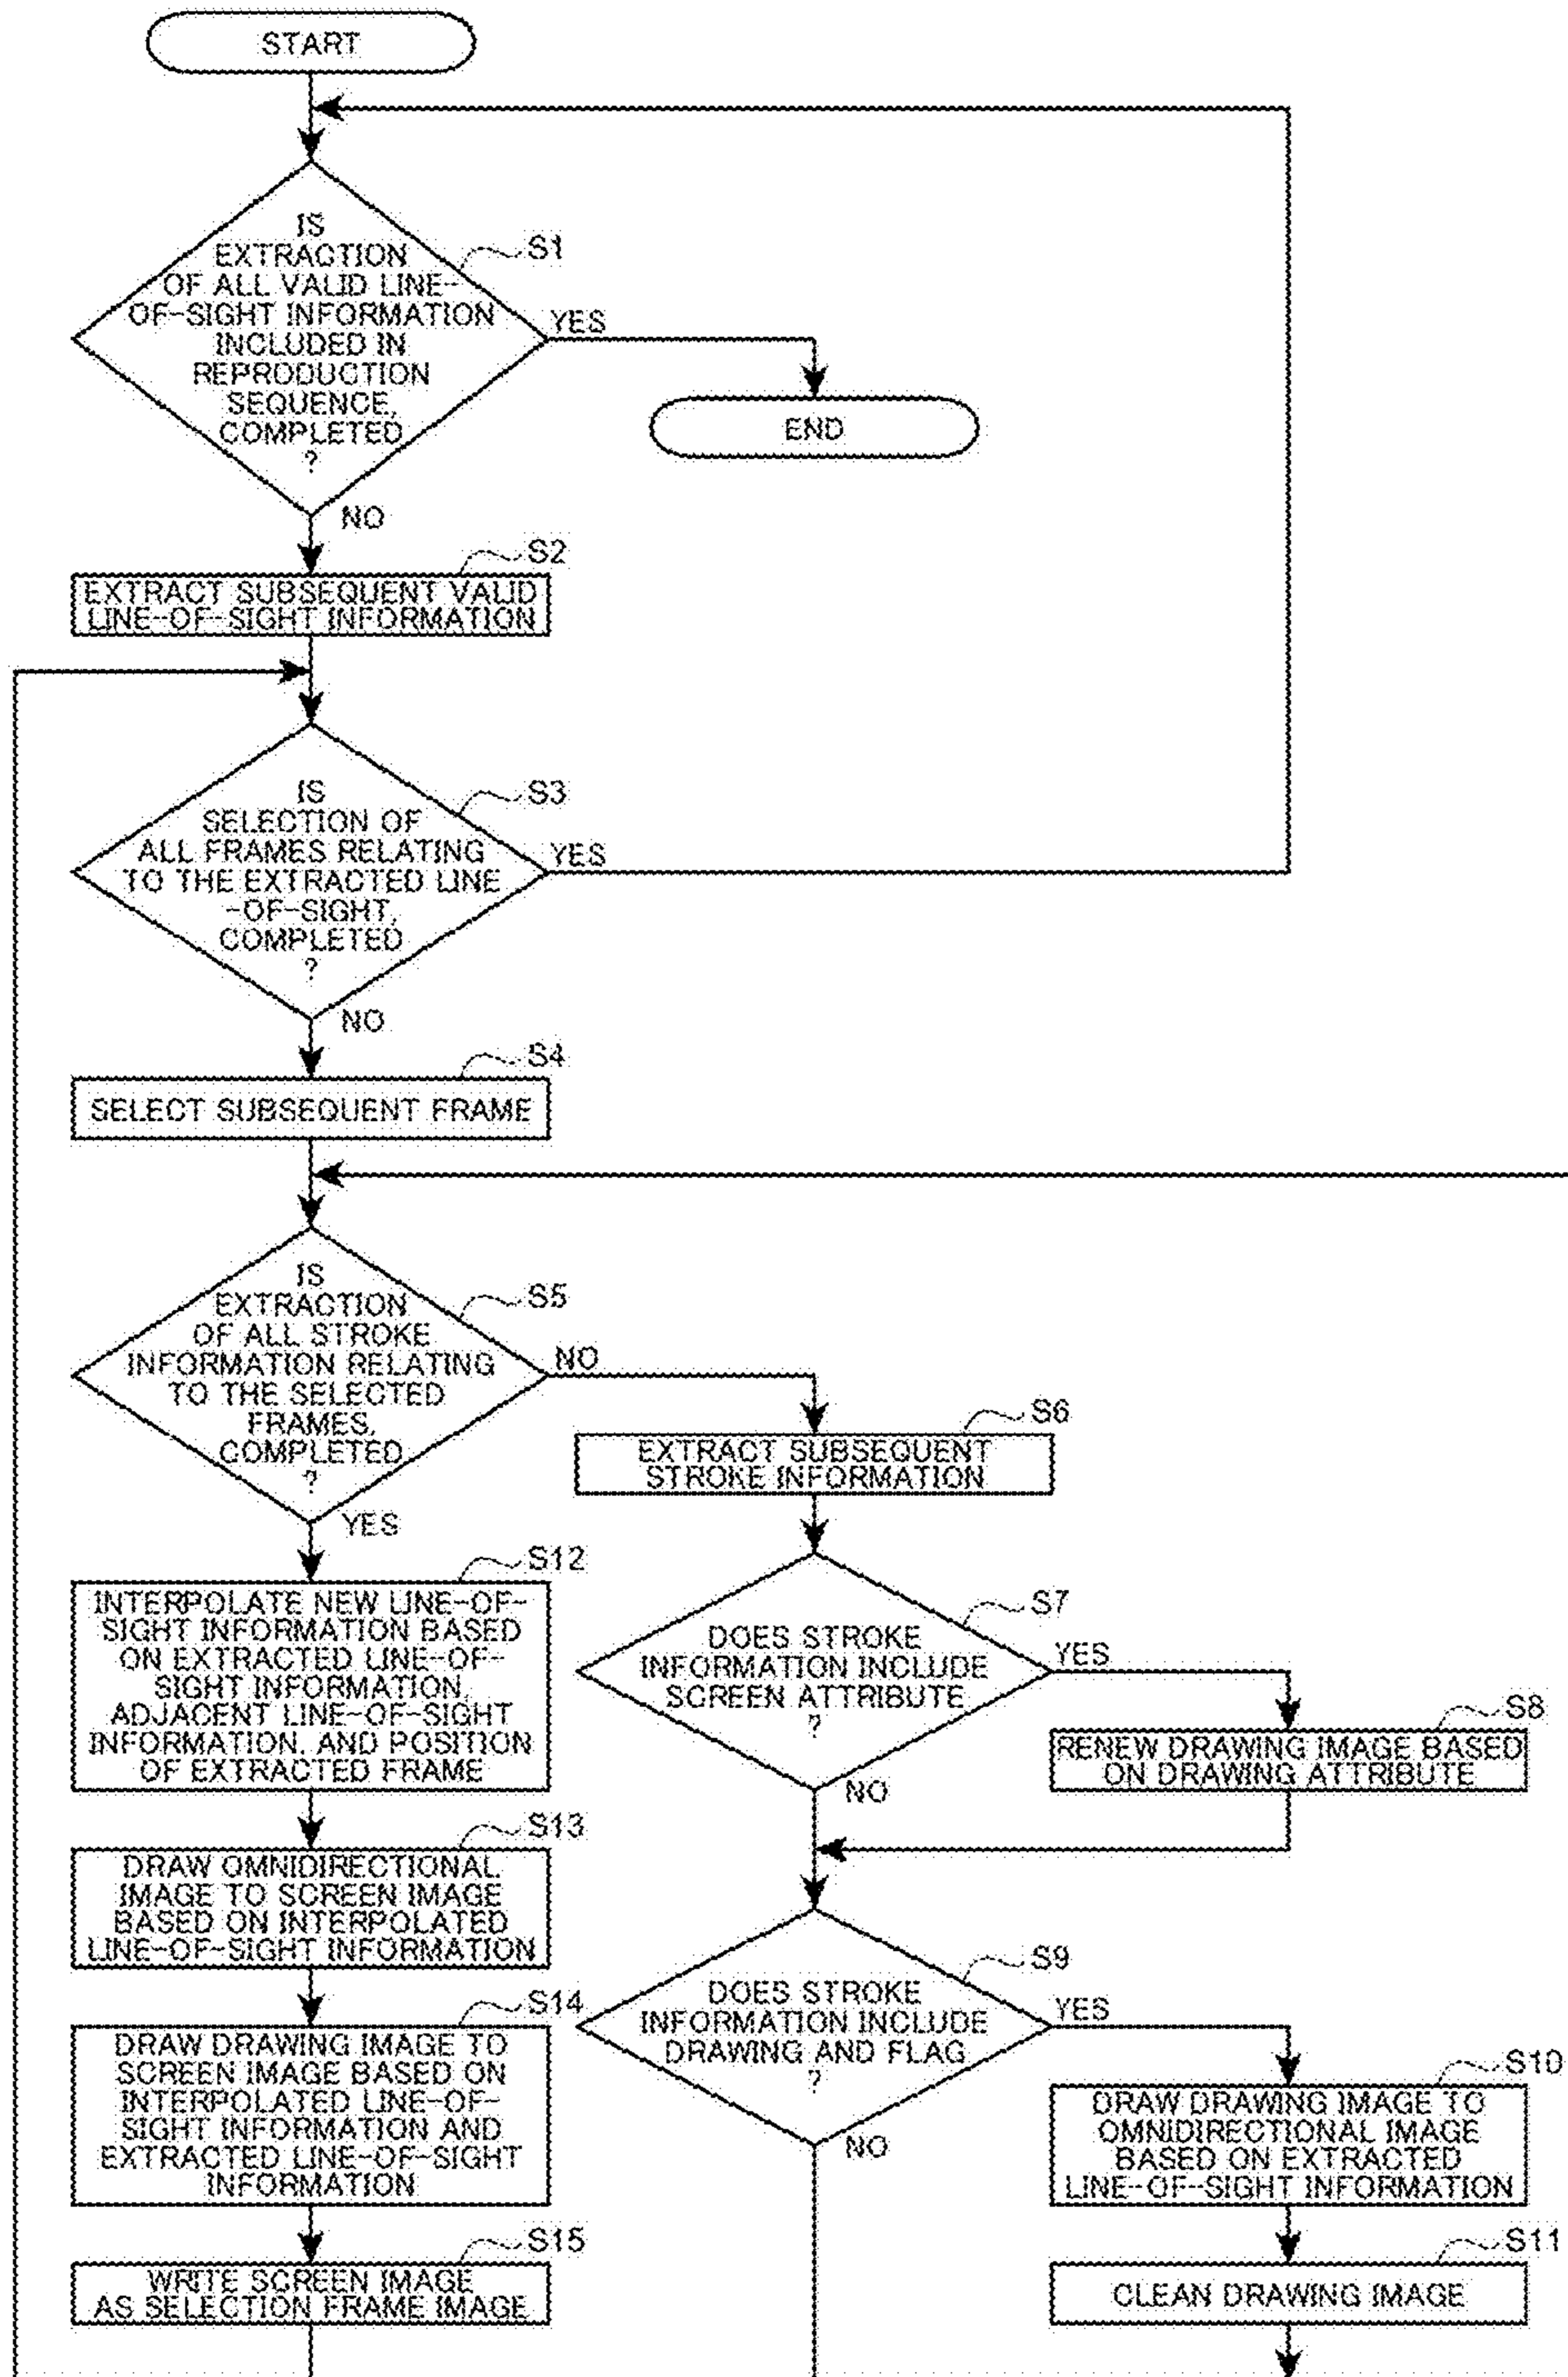 START
IS
EXTRACTION
OF ALL VALID LINE-
OF-SIGHT INFORMATION
INCLUDED IN
REPRODUCTION
SEQUENCE,
COMPLETED
?
S1
YES
END
NO
S2
EXTRACT SUBSEQUENT VALID
LINE-OF-SIGHT INFORMATION
IS
SELECTION OF
ALL FRAMES RELATING
TO THE EXTRACTED LINE
-OF-SIGHT,
COMPLETED
?
S3
YES
NO
S4
SELECT SUBSEQUENT FRAME
IS
EXTRACTION
OF ALL STROKE
INFORMATION RELATING
TO THE SELECTED
FRAMES,
COMPLETED
?
S5
NO
YES
S6
EXTRACT SUBSEQUENT
STROKE INFORMATION
S7
DOES STROKE
INFORMATION INCLUDE
SCREEN ATTRIBUTE
?
YES
NO
S8
RENEW DRAWING IMAGE BASED
ON DRAWING ATTRIBUTE
S9
DOES STROKE
INFORMATION INCLUDE
DRAWING AND FLAG
?
YES
NO
S10
DRAW DRAWING IMAGE TO
OMNIDIRECTIONAL IMAGE
BASED ON EXTRACTED
LINE-OF-SIGHT INFORMATION
S11
CLEAN DRAWING IMAGE
S12
INTERPOLATE NEW LINE-OF-
SIGHT INFORMATION BASED
ON EXTRACTED LINE-OF-
SIGHT INFORMATION,
ADJACENT LINE-OF-SIGHT
INFORMATION, AND POSITION
OF EXTRACTED FRAME
S13
DRAW OMNIDIRECTIONAL
IMAGE TO SCREEN IMAGE
BASED ON INTERPOLATED
LINE-OF-SIGHT INFORMATION
S14
DRAW DRAWING IMAGE TO
SCREEN IMAGE BASED ON
INTERPOLATED LINE-OF-
SIGHT INFORMATION AND
EXTRACTED LINE-OF-SIGHT
INFORMATION
S15
WRITE SCREEN IMAGE
AS SELECTION FRAME IMAGE